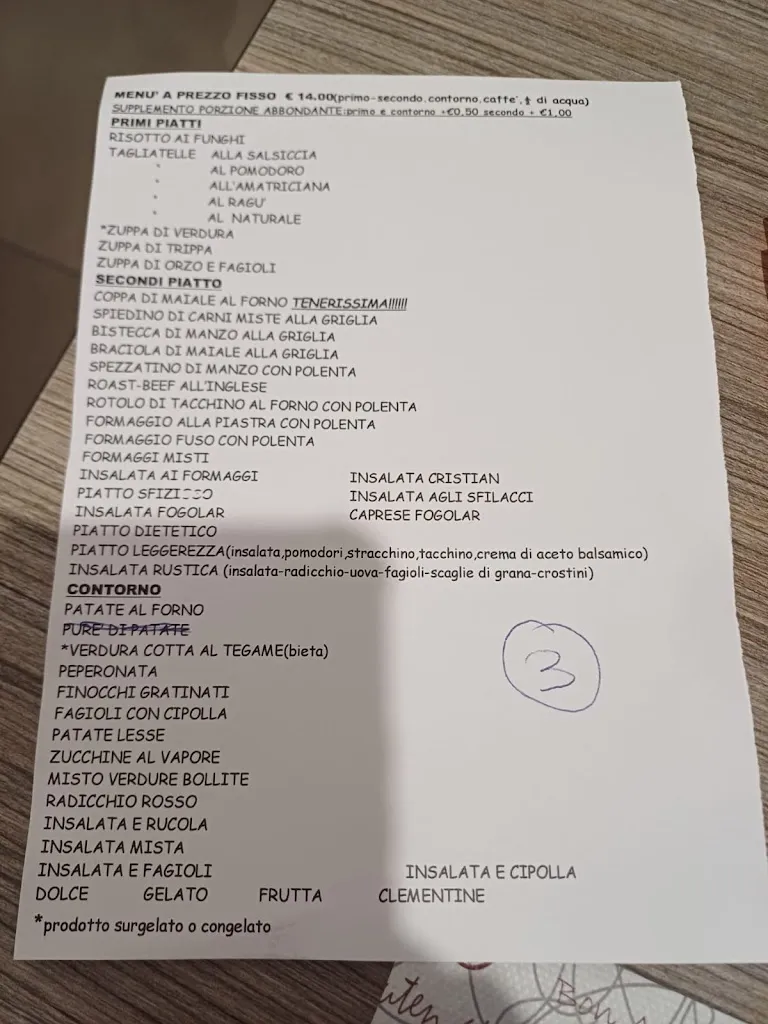 MENU' A PREZZO FISSO € 14.00(primo-secondo,contorno,caffe',½ di acqua)
SUPPLEMENTO PORZIONE ABBONDANTE:primo e contorno +€0,50 secondo + €1,00
PRIMI PIATTI
RISOTTO AI FUNGHI
TAGLIATELLE ALLA SALSICCIA
" AL POMODORO
" ALL'AMATRICIANA
" AL RAGU'
" AL NATURALE
*ZUPPA DI VERDURA
ZUPPA DI TRIPPA
ZUPPA DI ORZO E FAGIOLI
SECONDI PIATTO
COPPA DI MAIALE AL FORNO TENERISSIMA!!!!!!
SPIEDINO DI CARNI MISTE ALLA GRIGLIA
BISTECCA DI MANZO ALLA GRIGLIA
BRACIOLA DI MAIALE ALLA GRIGLIA
SPEZZATINO DI MANZO CON POLENTA
ROAST-BEEF ALL'INGLESE
ROTOLO DI TACCHINO AL FORNO CON POLENTA
FORMAGGIO ALLA PIASTRA CON POLENTA
FORMAGGIO FUSO CON POLENTA
FORMAGGI MISTI
INSALATA AI FORMAGGI INSALATA CRISTIAN
PIATTO SFIZIOSO INSALATA AGLI SFILACCI
INSALATA FOGOLAR CAPRESE FOGOLAR
PIATTO DIETETICO
PIATTO LEGGEREZZA(insalata,pomodori,stracchino,tacchino,crema di aceto balsamico)
INSALATA RUSTICA (insalata-radicchio-uova-fagioli-scaglie di grana-crostini)
CONTORNO
PATATE AL FORNO
PURE' DI PATATE
*VERDURA COTTA AL TEGAME(bieta)
3
PEPERONATA
FINOCCHI GRATINATI
FAGIOLI CON CIPOLLA
PATATE LESSE
ZUCCHINE AL VAPORE
MISTO VERDURE BOLLITE
RADICCHIO ROSSO
INSALATA E RUCOLA
INSALATA MISTA
INSALATA E FAGIOLI INSALATA E CIPOLLA
DOLCE GELATO FRUTTA CLEMENTINE
*prodotto surgelato o congelato